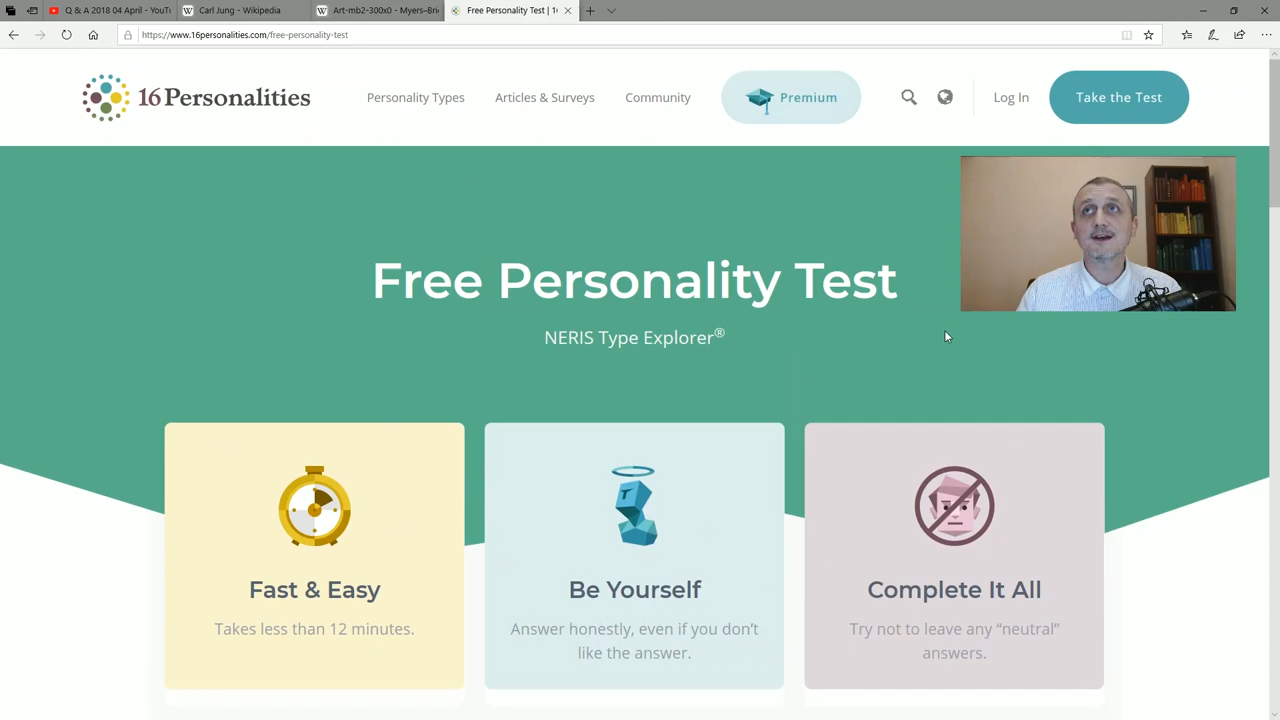 Q & A 2018 04 April - YouT
Carl Jung - Wikipedia
Art-mb2-300x0 - Myers–Bri
Free Personality Test | 1
https://www.16personalities.com/free-personality-test
16Personalities
Personality Types
Articles & Surveys
Community
Premium
Log In
Take the Test
Free Personality Test
NERIS Type Explorer®
Fast & Easy
Takes less than 12 minutes.
T
Be Yourself
Answer honestly, even if you don't
like the answer.
Complete It All
Try not to leave any “neutral”
answers.